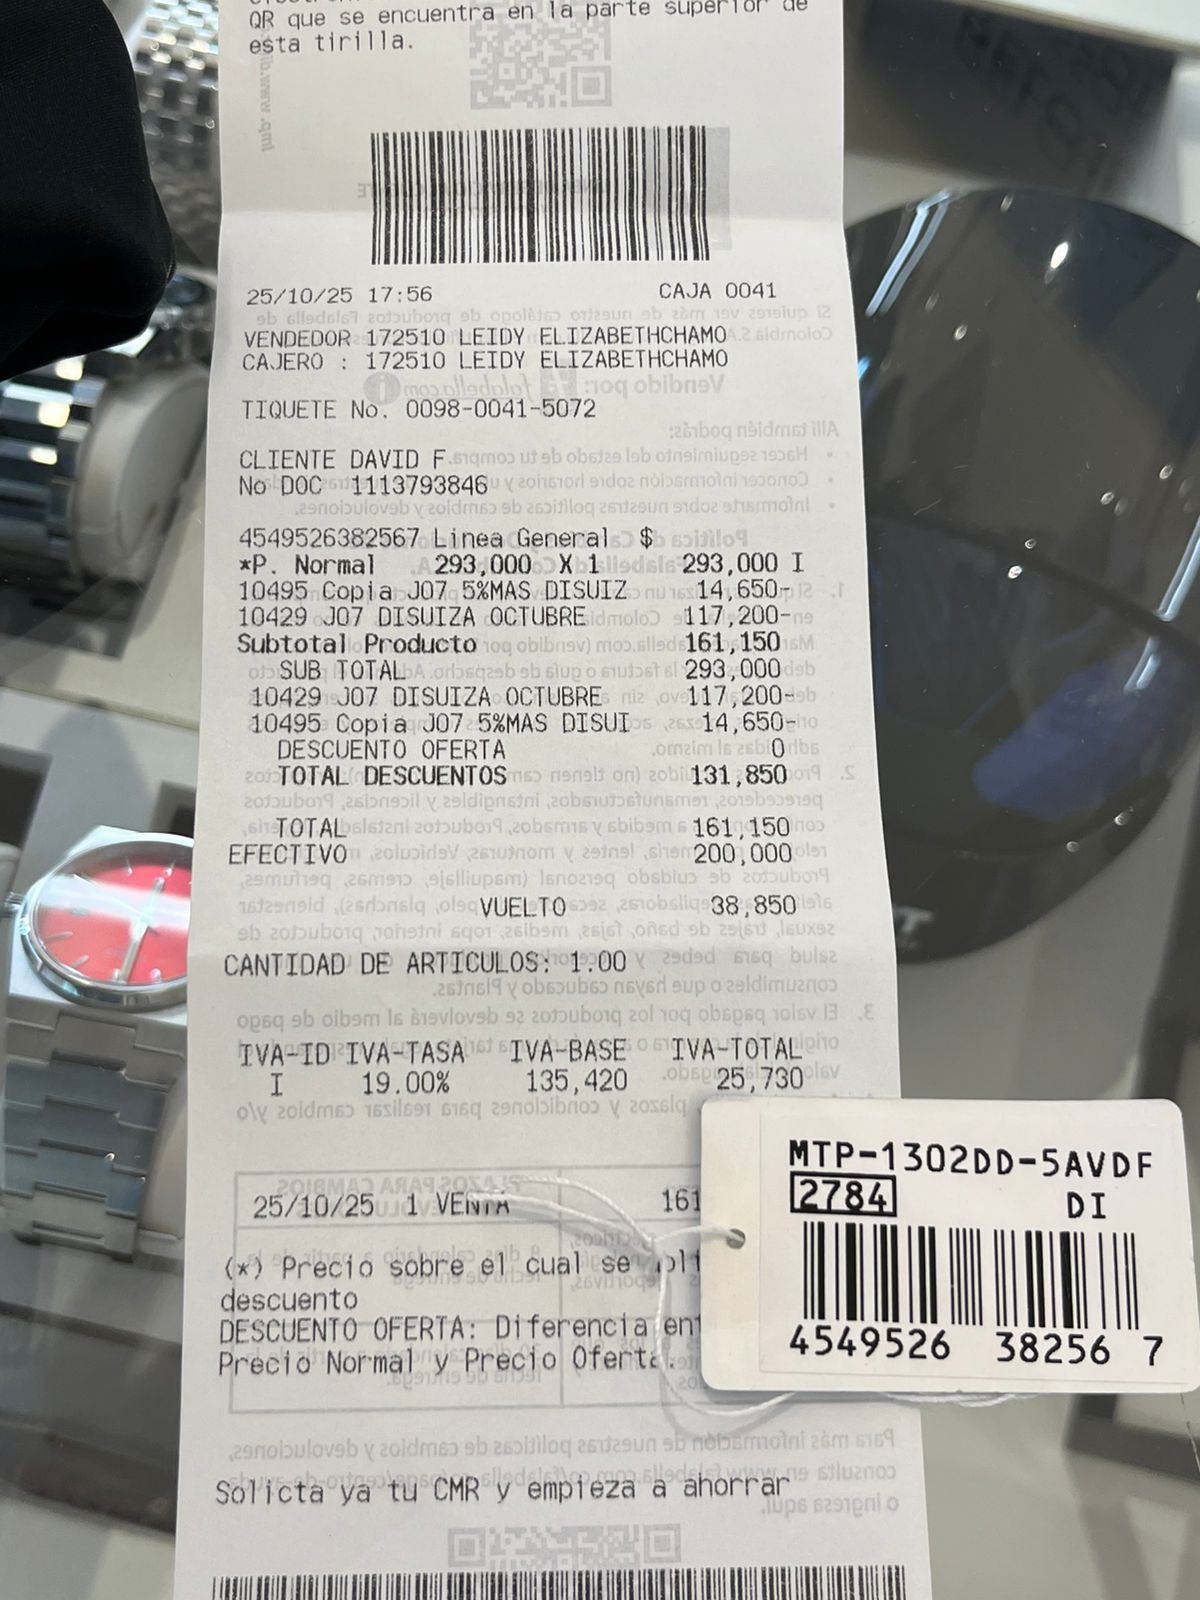 QR que se encuentra en la parte superior de
esta tirilla.
25/10/25 17:56 CAJA 0041
VENDEDOR 172510 LEIDY ELIZABETHCHAMO
CAJERO : 172510 LEIDY ELIZABETHCHAMO
TIQUETE No. 0098-0041-5072
CLIENTE DAVID F.
No DOC 1113793846
4549526382567 Linea General $
*P. Normal 293,000 X 1 293,000 I
10495 Copia J07 5%MAS DISUIZ 14,650-
10429 J07 DISUIZA OCTUBRE 117,200-
Subtotal Producto 161,150
SUB TOTAL 293,000
10429 J07 DISUIZA OCTUBRE 117,200-
10495 Copia J07 5%MAS DISUI 14,650-
DESCUENTO OFERTA 0
TOTAL DESCUENTOS 131,850
TOTAL 161,150
EFECTIVO 200,000
VUELTO 38,850
CANTIDAD DE ARTICULOS: 1.00
IVA-ID IVA-TASA IVA-BASE IVA-TOTAL
I 19.00% 135,420 25,730
25/10/25 1 VENTA 161
(*) Precio sobre el cual se
descuento
DESCUENTO OFERTA: Diferencia ent
Precio Normal y Precio Oferta.
Solicta ya tu CMR y empieza a ahorrar
MTP-1302DD-5AVDF
2784 DI
4549526 38256 7